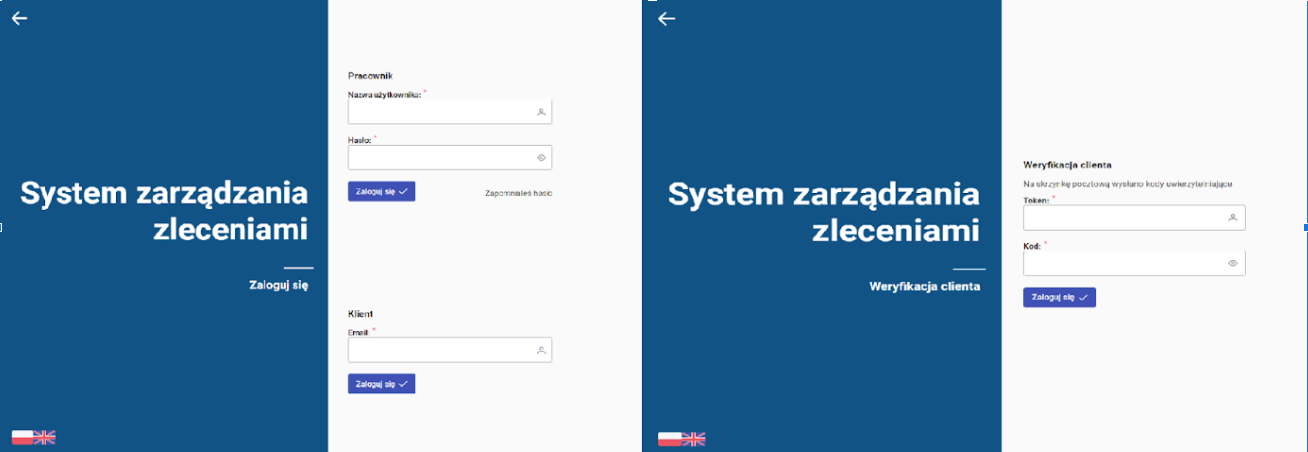 System zarządzania
zleceniami
Zaloguj się
Pracownik
Nazwa użytkownika: *
Hasło: *
Zaloguj się
Zapomniałeś hasło
Klient
Email: *
Zaloguj się
System zarządzania
zleceniami
Weryfikacja clienta
Weryfikacja clienta
Na skrzynkę pocztową wysłano kody uwierzytelniające
Token: *
Kod: *
Zaloguj się